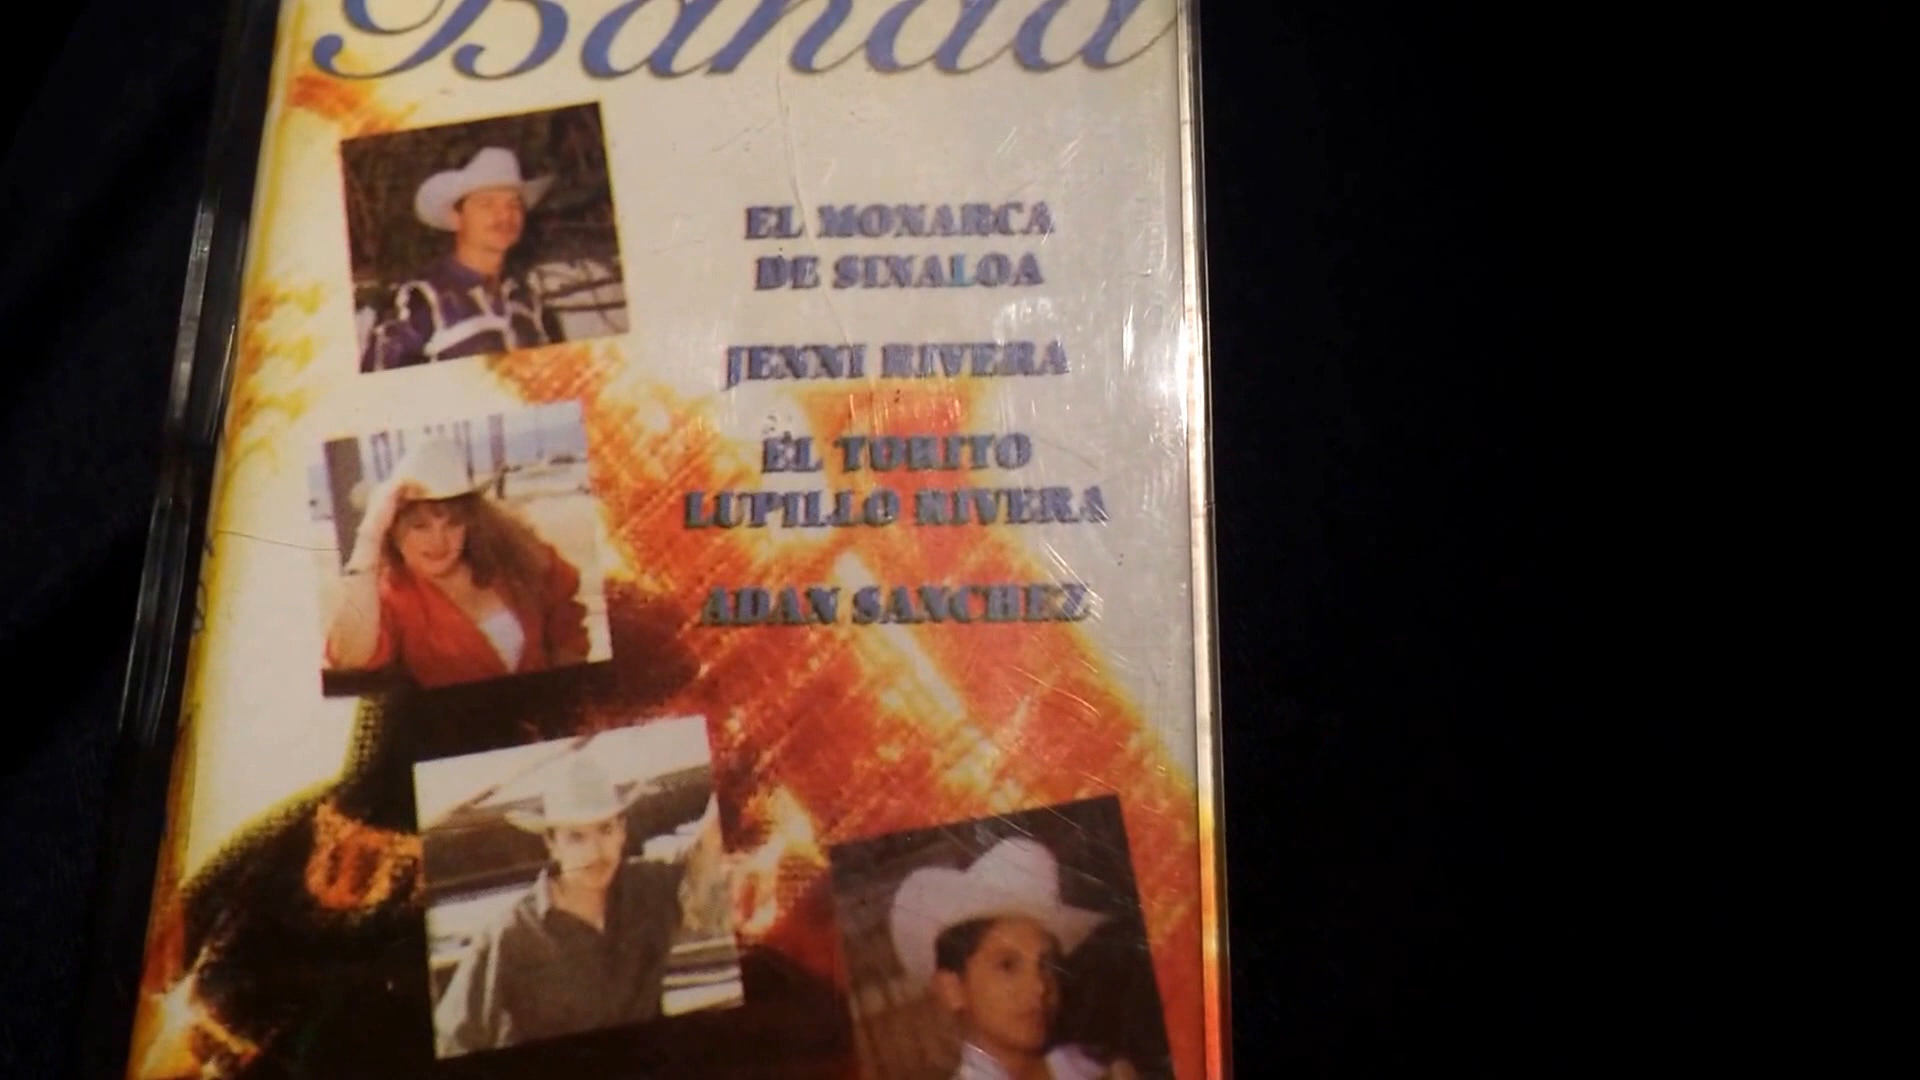 Banda
EL MONARCA
DE SINALOA
JENNI RIVERA
EL TORITO
LUPILLO RIVERA
ADAN SANCHEZ